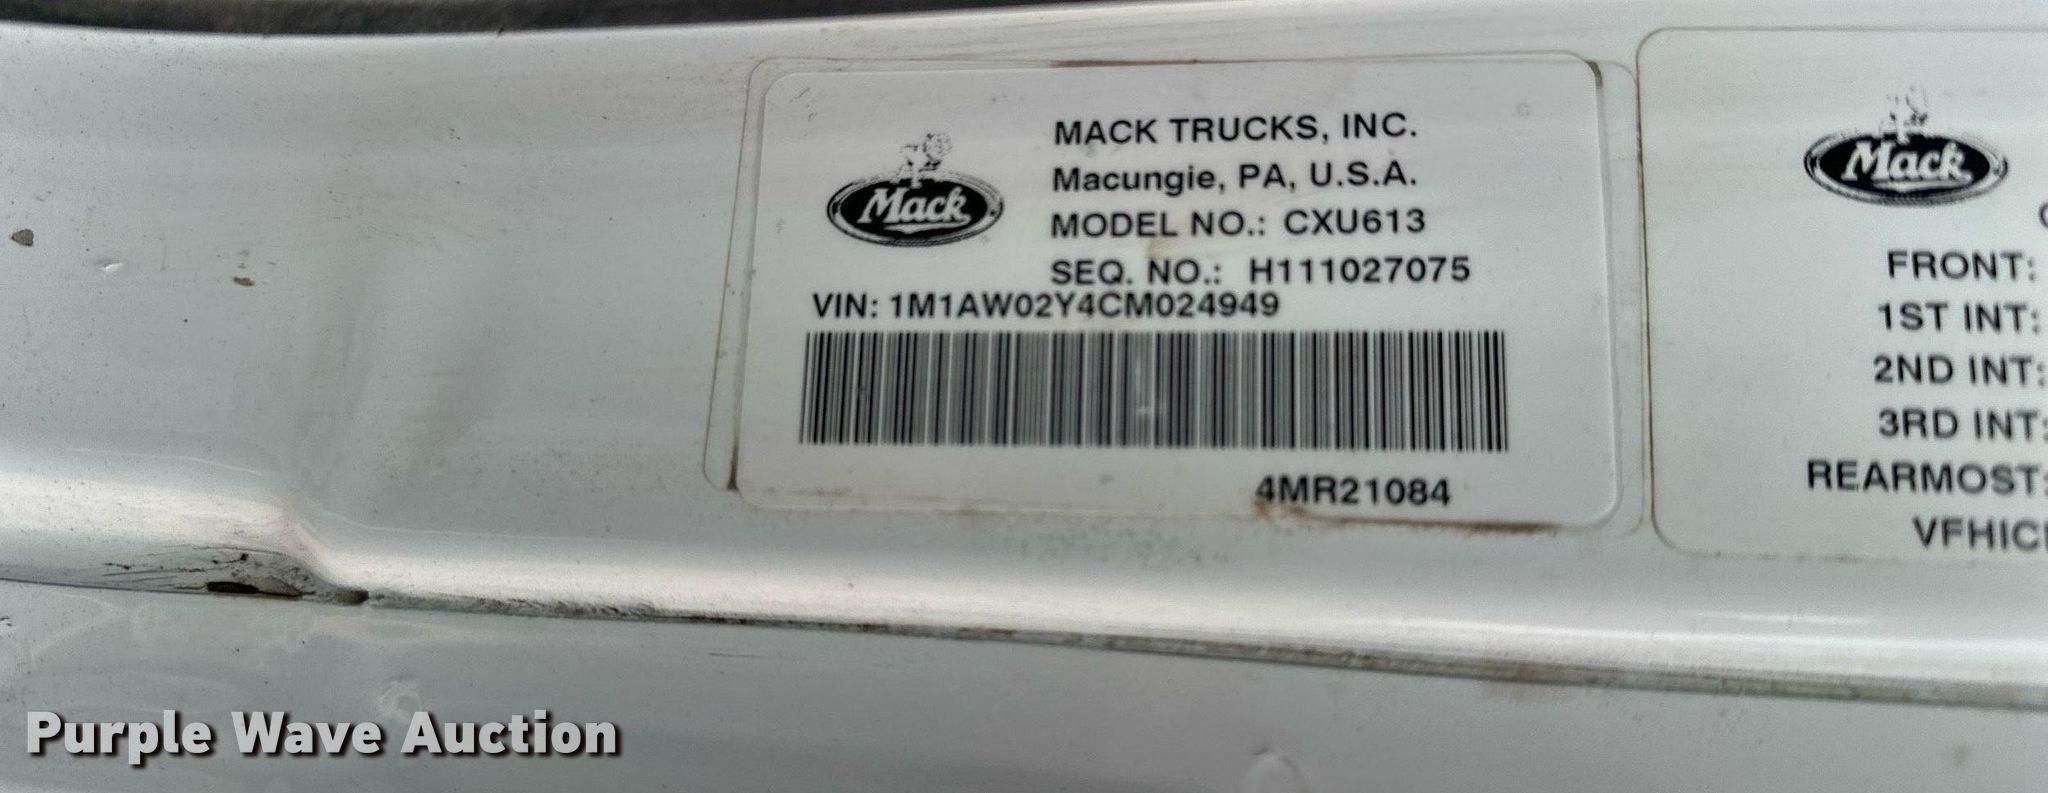 Mack
MACK TRUCKS, INC.
Macungie, PA, U.S.A.
MODEL NO.: CXU613
SEQ. NO.: H111027075
VIN: 1M1AW02Y4CM024949
4MR21084
Mack
FRONT:
1ST INT:
2ND INT:
3RD INT:
REARMOST:
Purple Wave Auction